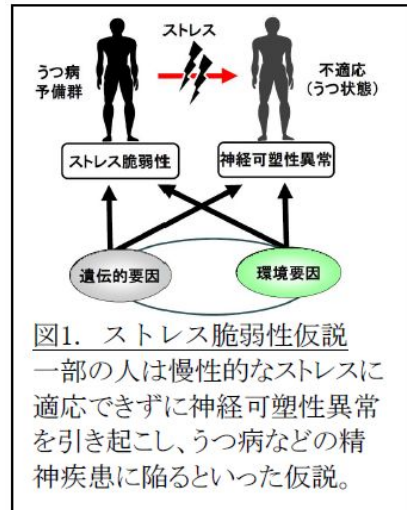 ストレス
うつ病
予備群
不適応
(うつ状態)
ストレス脆弱性
神経可塑性異常
遺伝的要因
環境要因
図1. ストレス脆弱性仮説
一部の人は慢性的なストレスに
適応できずに神経可塑性異常
を引き起こし、うつ病などの精
神疾患に陥るといった仮説。